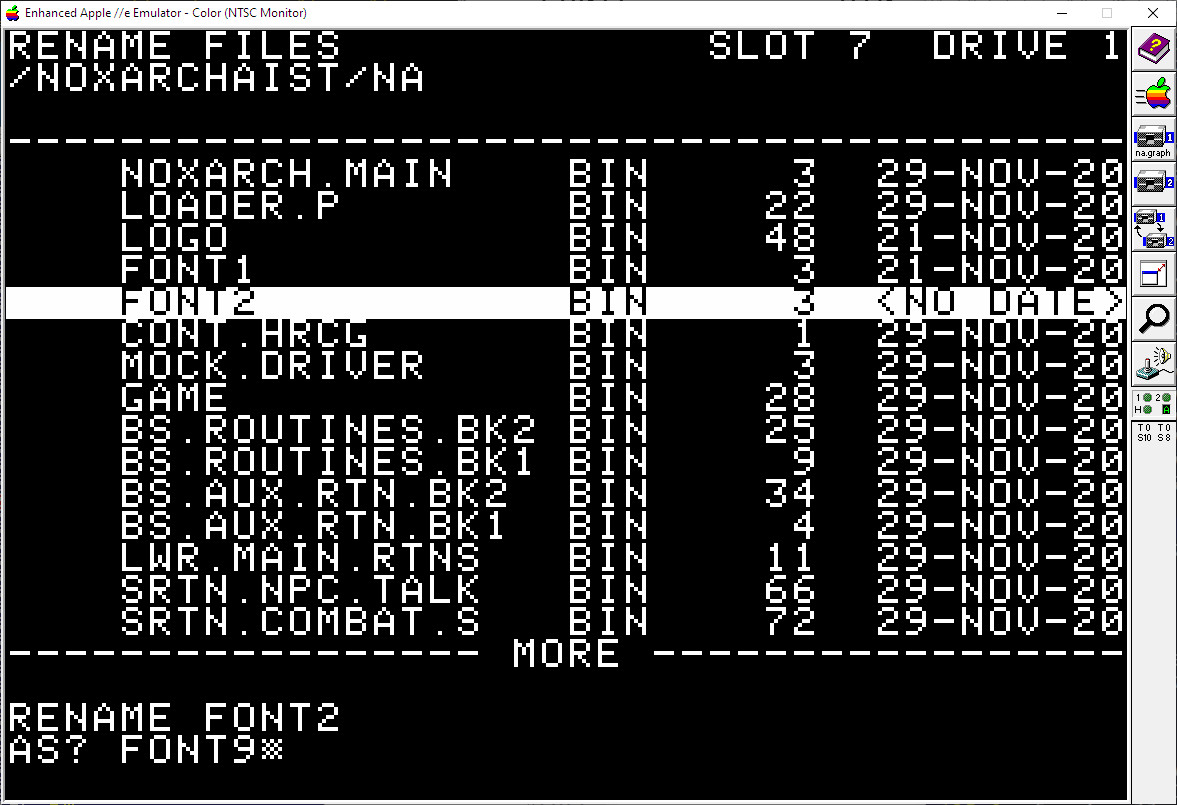 Enhanced Apple //e Emulator - Color (NTSC Monitor)
RENAME FILES SLOT 7 DRIVE 1
/NOXARCHAIST/NA
NOXARCH.MAIN BIN 3 29-NOV-20
LOADER.P BIN 22 29-NOV-20
LOGO BIN 48 21-NOV-20
FONT1 BIN 3 21-NOV-20
FONT2 BIN 3 <NO DATE>
CONT.HRCG BIN 1 29-NOV-20
MOCK.DRIVER BIN 3 29-NOV-20
GAME BIN 28 29-NOV-20
BS.ROUTINES.BK2 BIN 25 29-NOV-20
BS.ROUTINES.BK1 BIN 9 29-NOV-20
BS.AUX.RTN.BK2 BIN 34 29-NOV-20
BS.AUX.RTN.BK1 BIN 4 29-NOV-20
LWR.MAIN.RTNS BIN 11 29-NOV-20
SRTN.NPC.TALK BIN 66 29-NOV-20
SRTN.COMBAT.S BIN 72 29-NOV-20
MORE
RENAME FONT2
AS? FONT9
1
na.graph
2
1
2
1 2
H A
T0 T0
S10 S8